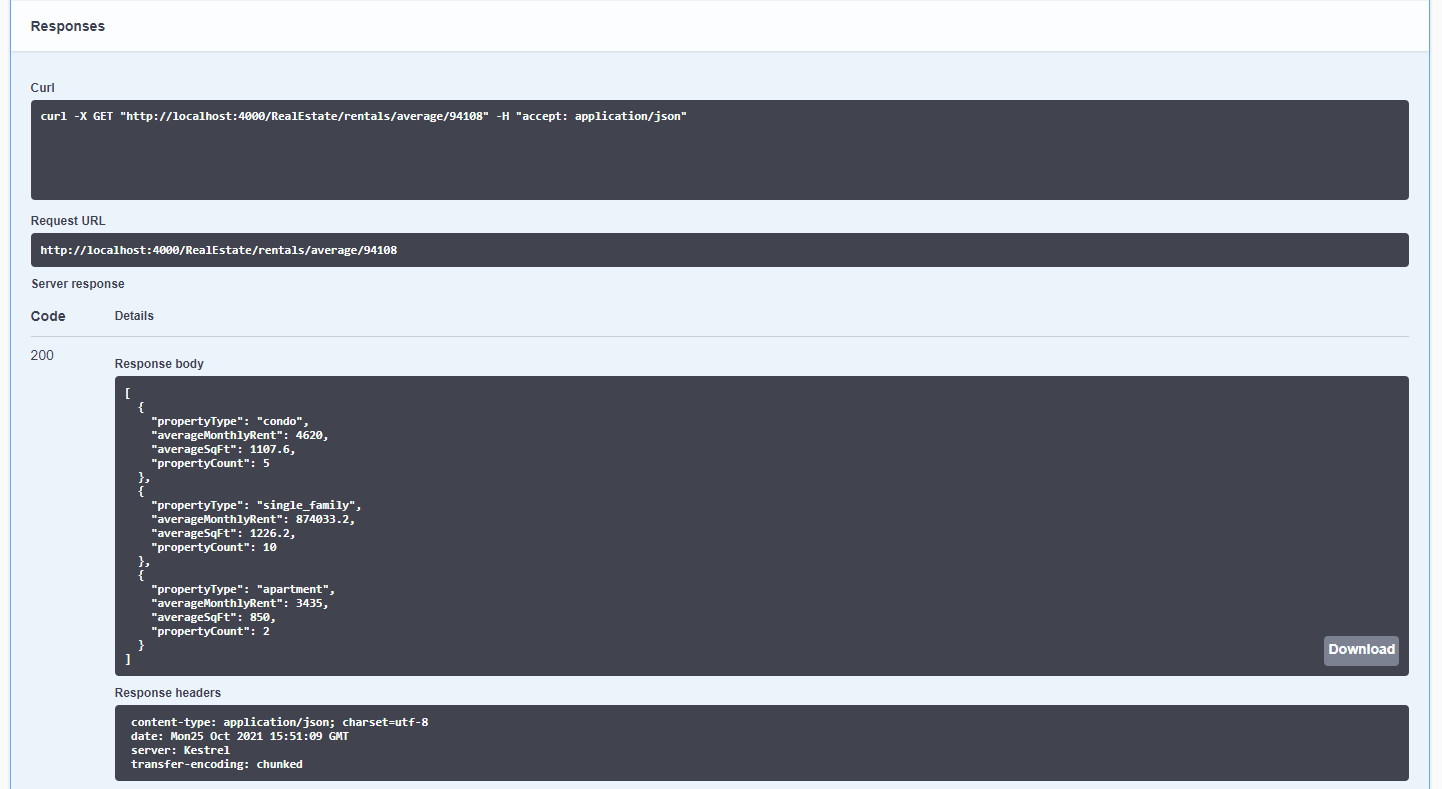 Responses
Curl
curl -X GET "http://localhost:4000/RealEstate/rentals/average/94108" -H "accept: application/json"
Request URL
http://localhost:4000/RealEstate/rentals/average/94108
Server response
Code Details
200
Response body
[
  {
    "propertyType": "condo",
    "averageMonthlyRent": 4620,
    "averageSqFt": 1107.6,
    "propertyCount": 5
  },
  {
    "propertyType": "single_family",
    "averageMonthlyRent": 874033.2,
    "averageSqFt": 1226.2,
    "propertyCount": 10
  },
  {
    "propertyType": "apartment",
    "averageMonthlyRent": 3435,
    "averageSqFt": 850,
    "propertyCount": 2
  }
]
Download
Response headers
content-type: application/json; charset=utf-8
date: Mon25 Oct 2021 15:51:09 GMT
server: Kestrel
transfer-encoding: chunked